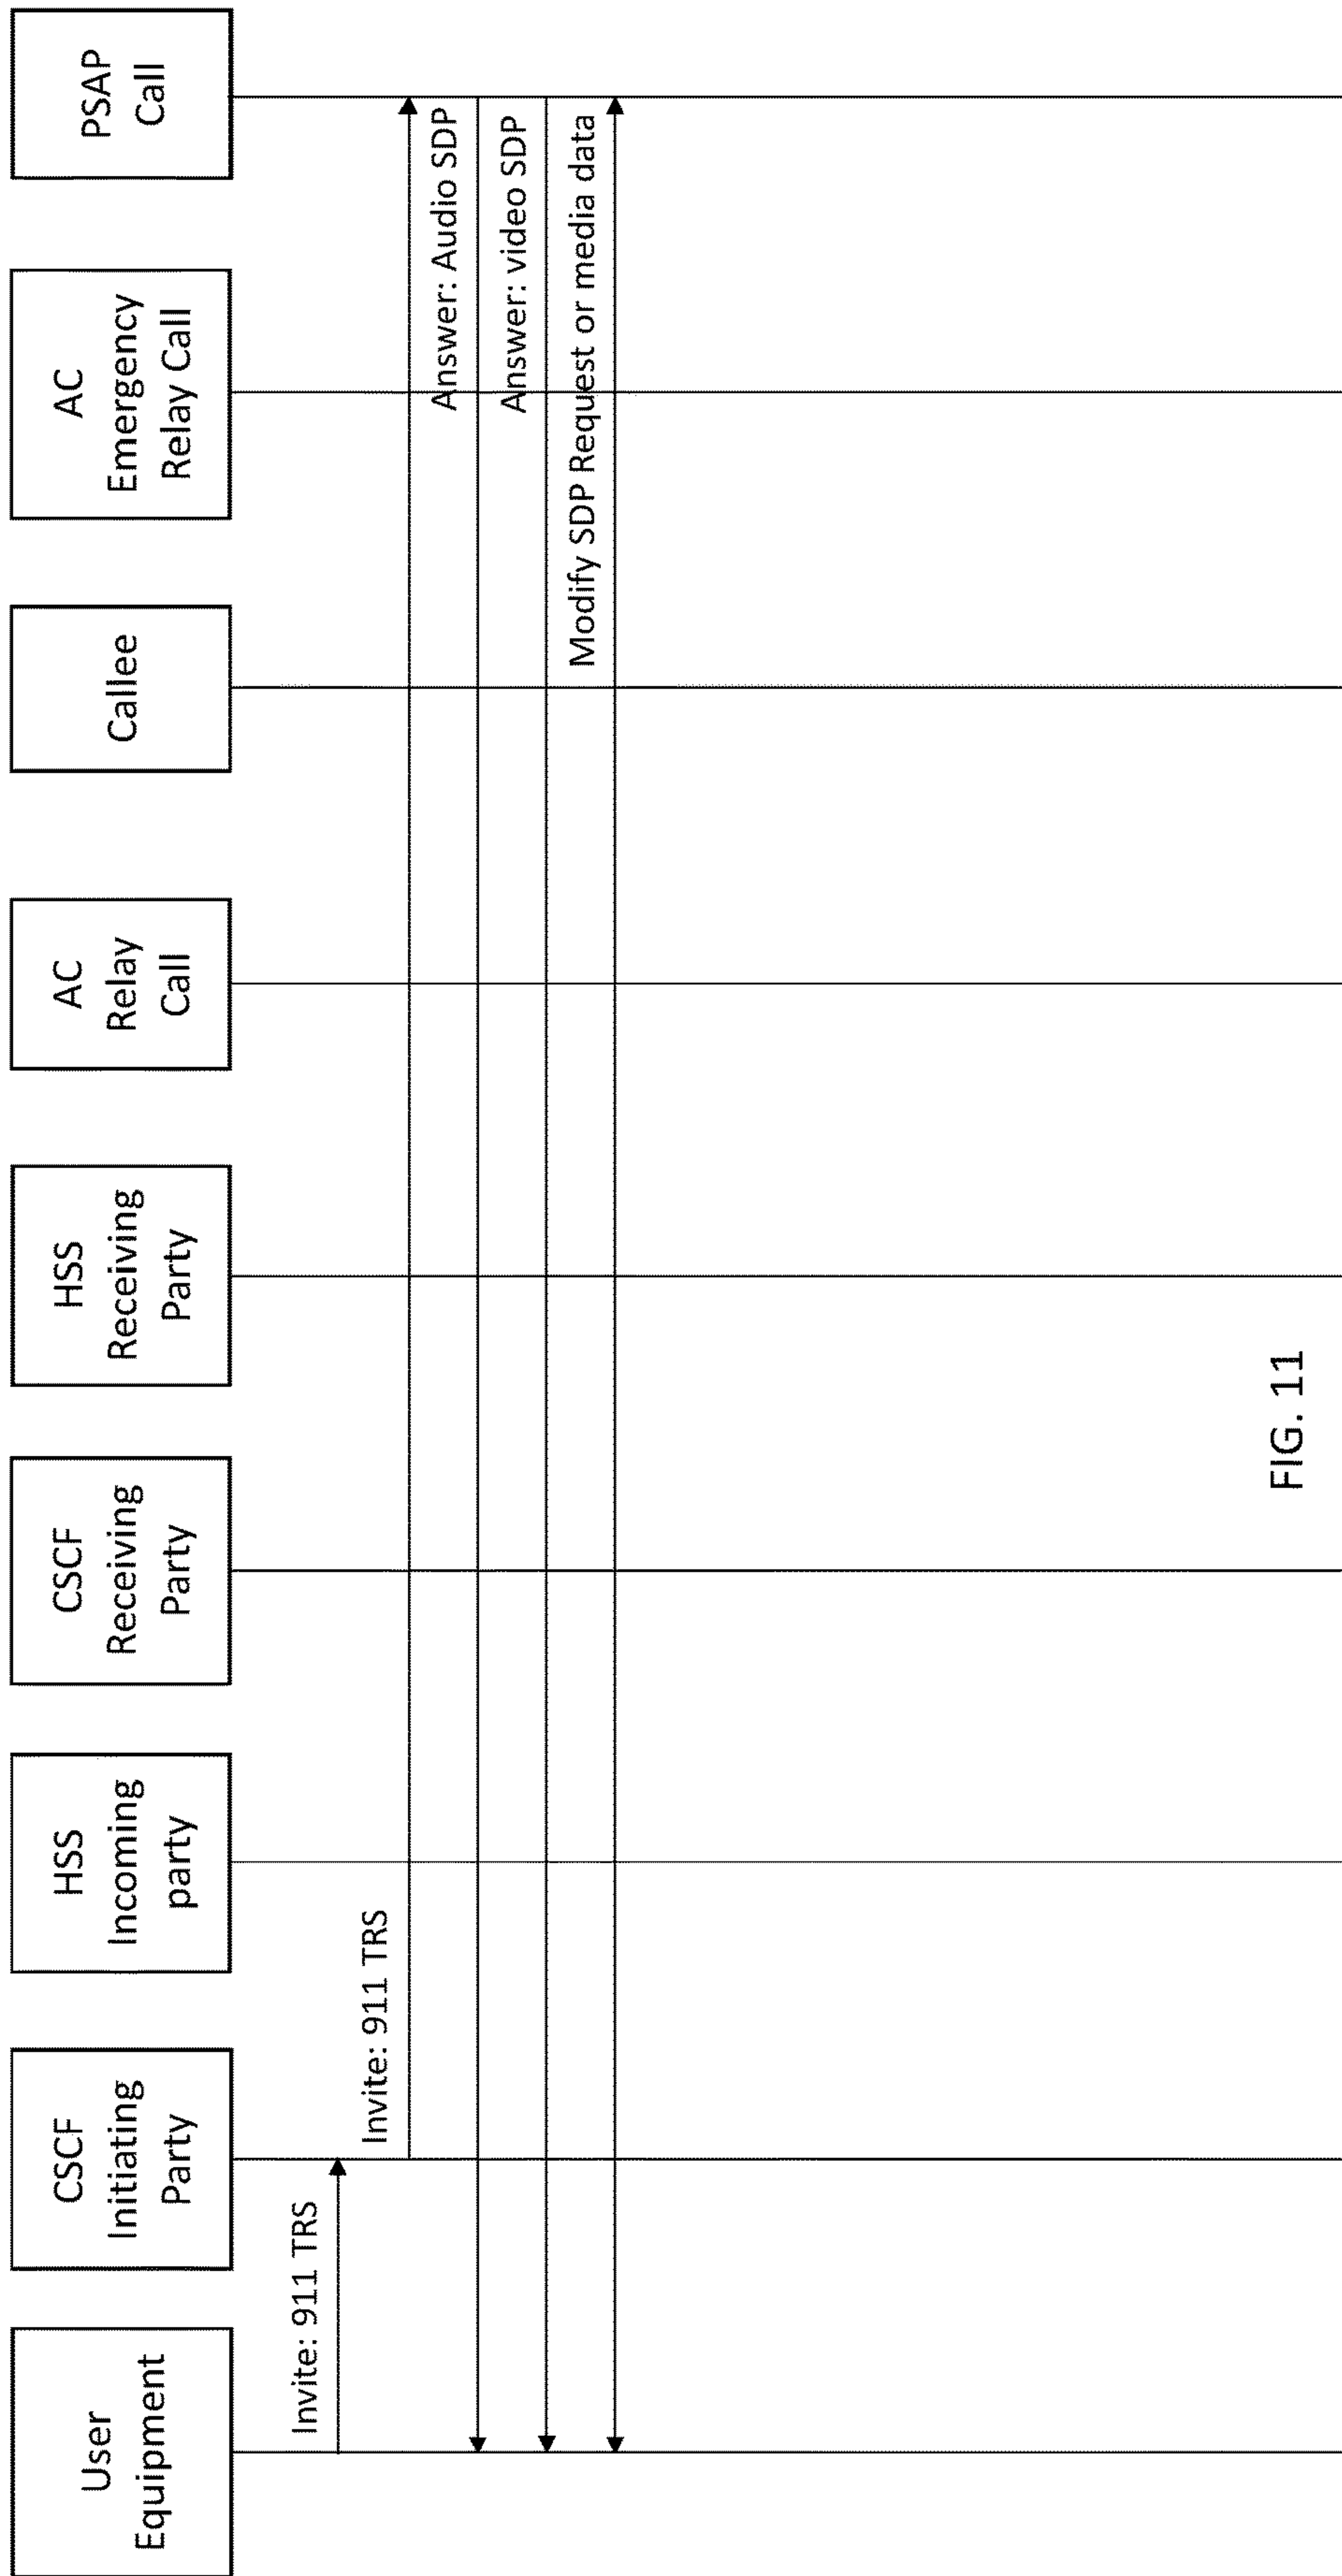 User
Equipment
CSCF
Initiating
Party
HSS
Incoming
party
CSCF
Receiving
Party
HSS
Receiving
Party
AC
Relay
Call
Callee
AC
Emergency
Relay Call
PSAP
Call
Invite: 911 TRS
Invite: 911 TRS
Answer: Audio SDP
Answer: video SDP
Modify SDP Request or media data
FIG. 11